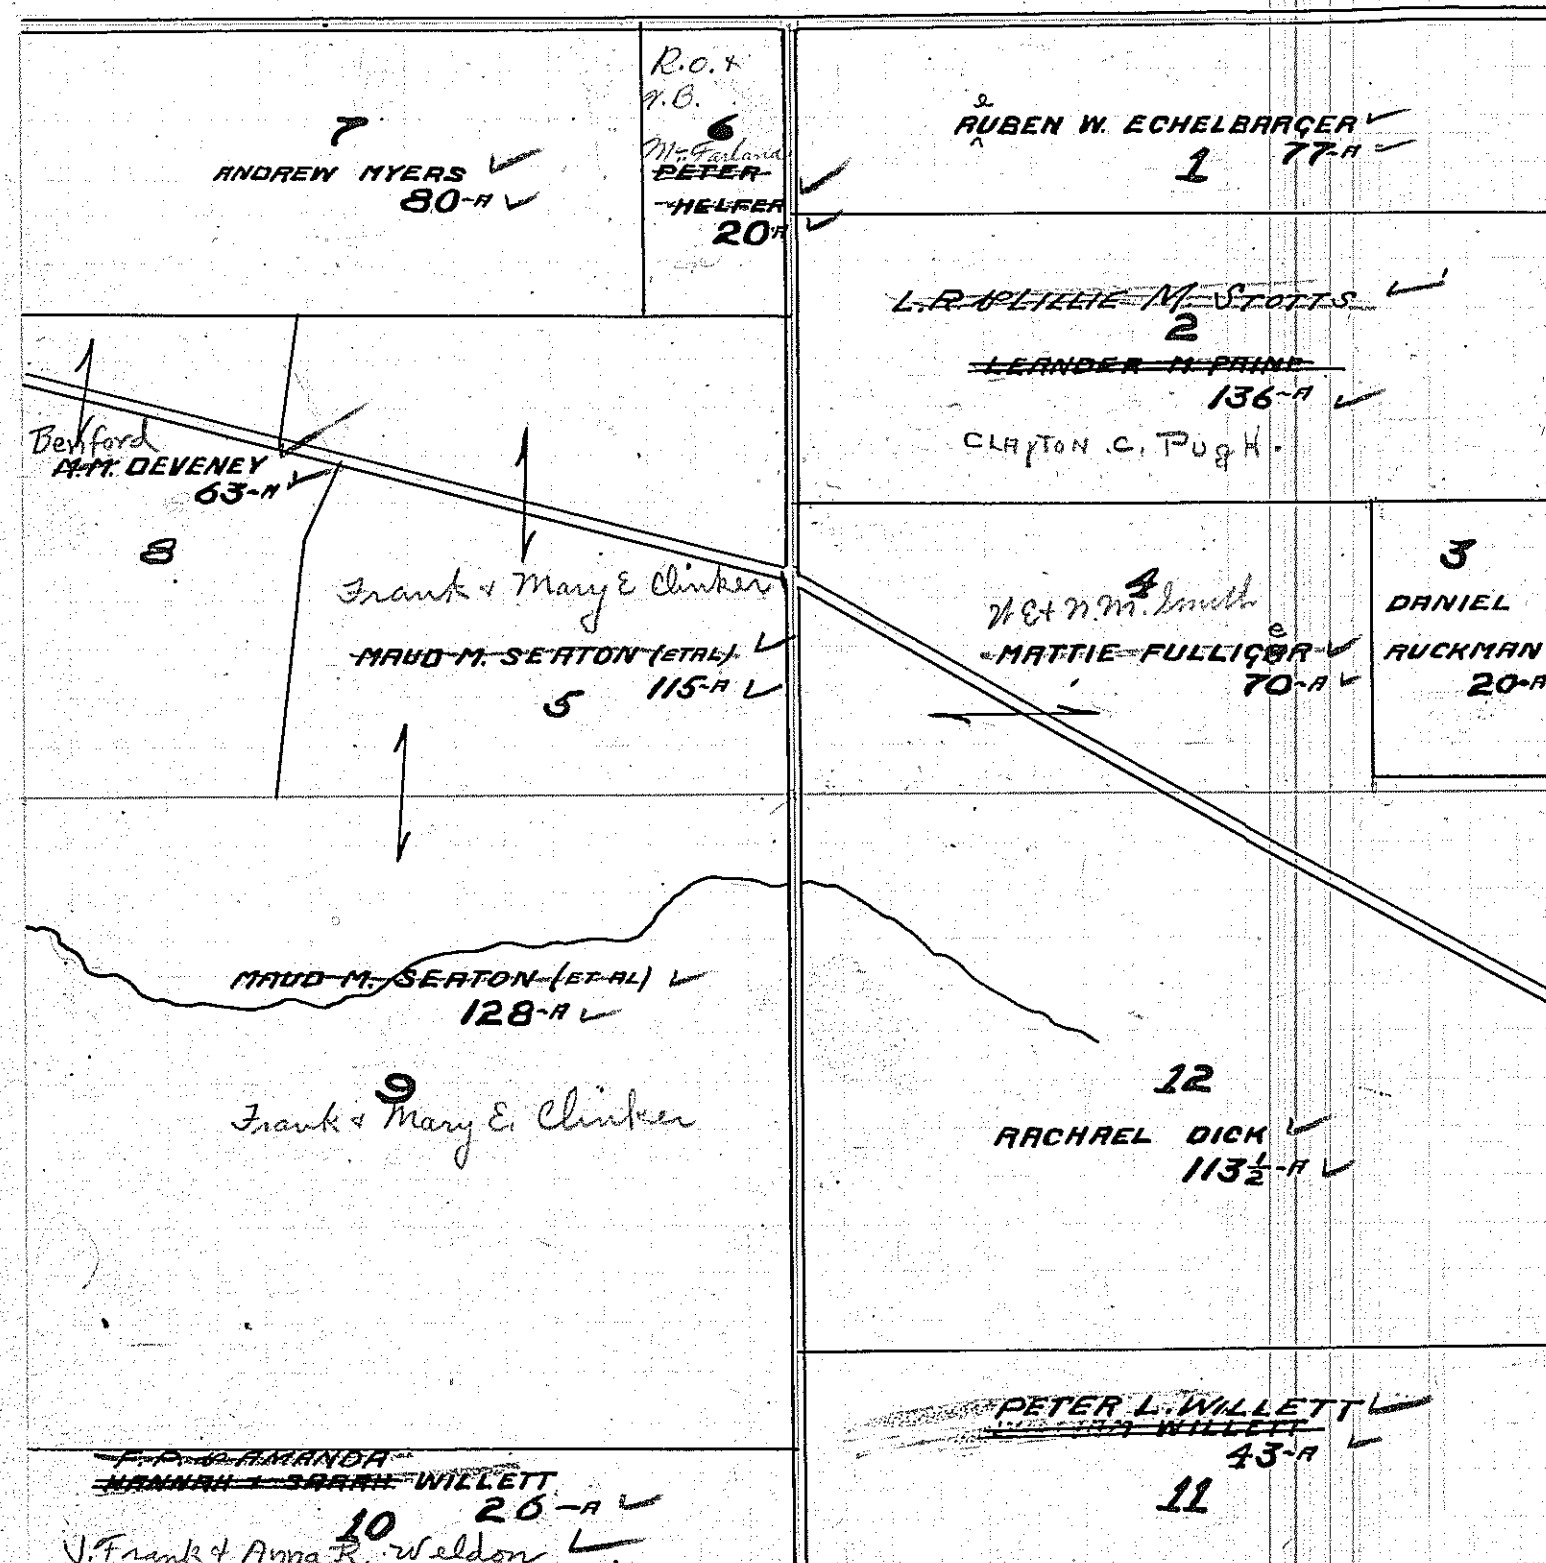 7
ANDREW MYERS
80-A
R.O. &
V.B.
6
McFarland
PETER
HELFER
20A
e
RUBEN W. ECHELBARGER
^
77-A
1
L.R. & LILLIE M. STOTTS
2
LEANDER M. PAINE
136-A
CLAYTON .C. PUgH.
Benford
A.M. DEVENEY
63-A
8
Frank & Mary E Clinker
MAUD M. SEATON (ETAL)
115-A
5
4
W E & N.M. Smith
e
MATTIE FULLIGAR
70-A
3
DANIEL
RUCKMAN
20-A
MAUD M. SEATON (ET AL)
128-A
9
Frank & Mary E. Clinker
12
RACHAEL DICK
113½-A
PETER L. WILLETT
WILLETT
43-A
11
F.P. & AMANDA
HANNAH & SARAH WILLETT
26-A
10
J. Frank & Anna R. Weldon